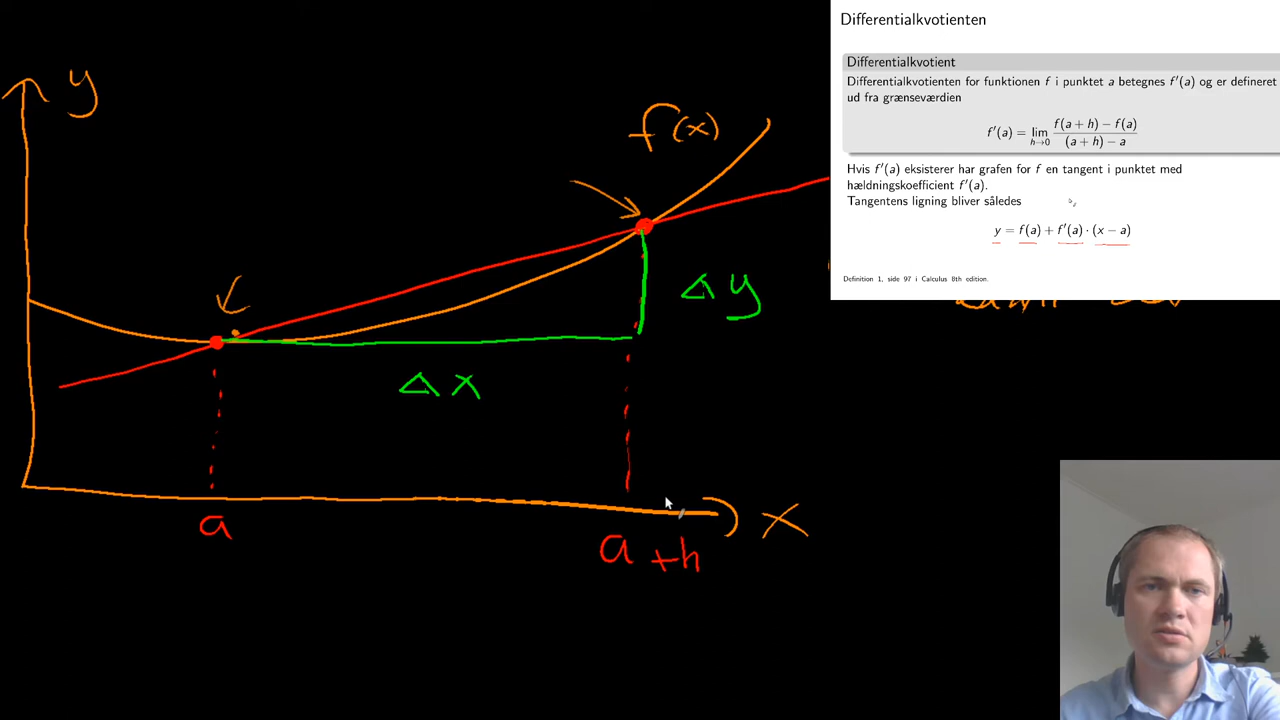 Differentialkvotienten
Differentialkvotient
Differentialkvotienten for funktionen f i punktet a betegnes f′(a) og er defineret
ud fra grænseværdien
f′(a) = lim h→0 f(a + h) − f(a) / (a + h) − a
Hvis f′(a) eksisterer har grafen for f en tangent i punktet med
hældningskoefficient f′(a).
Tangentens ligning bliver således
y = f(a) + f′(a) · (x − a)
Definition 1, side 97 i Calculus 8th edition.
y
f(x)
Δy
Δx
a
a+h
x